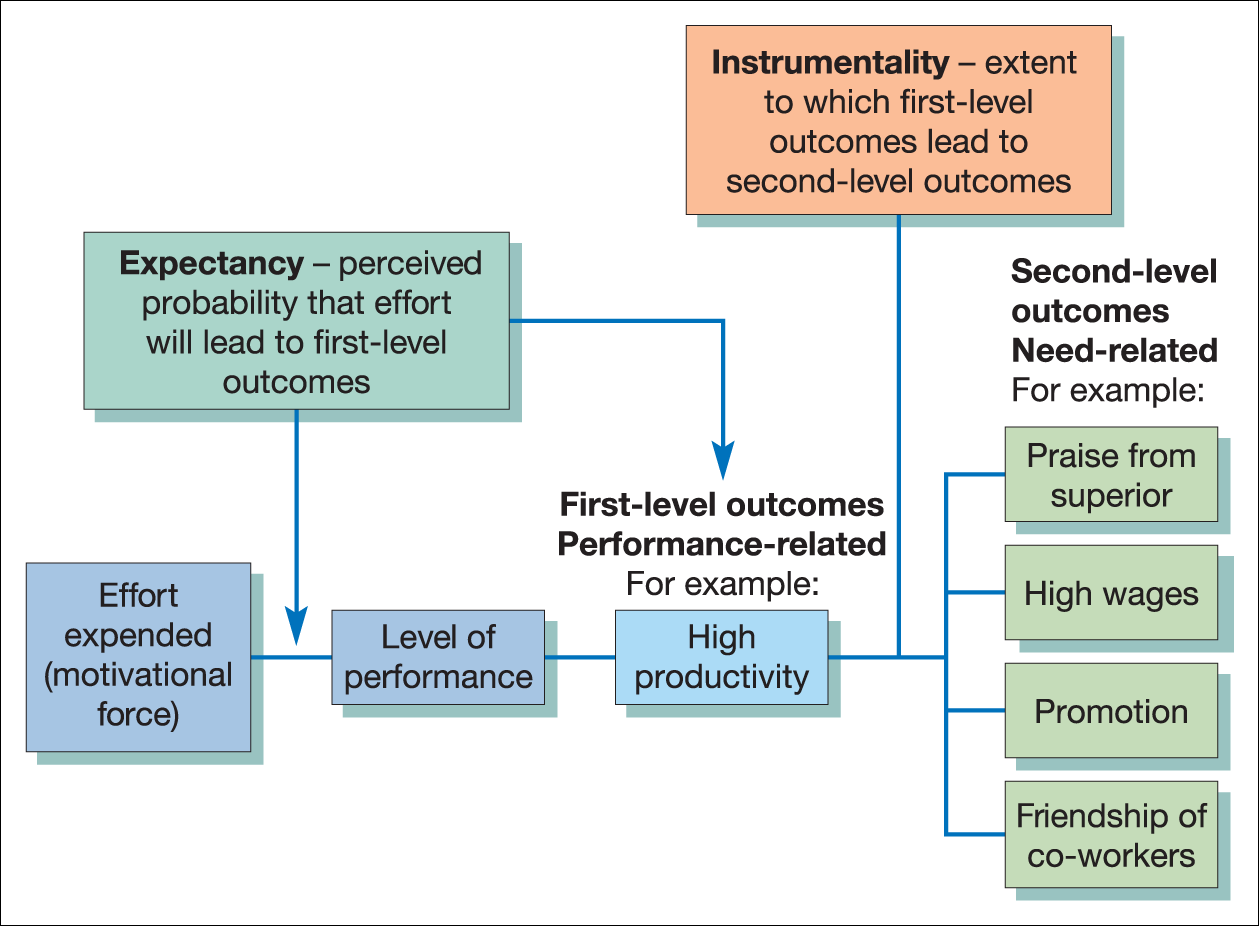 Instrumentality – extent
to which first-level
outcomes lead to
second-level outcomes
Expectancy – perceived
probability that effort
will lead to first-level
outcomes
Second-level
outcomes
Need-related
For example:
First-level outcomes
Performance-related
For example:
Effort
expended
(motivational
force)
Level of
performance
High
productivity
Praise from
superior
High wages
Promotion
Friendship of
co-workers